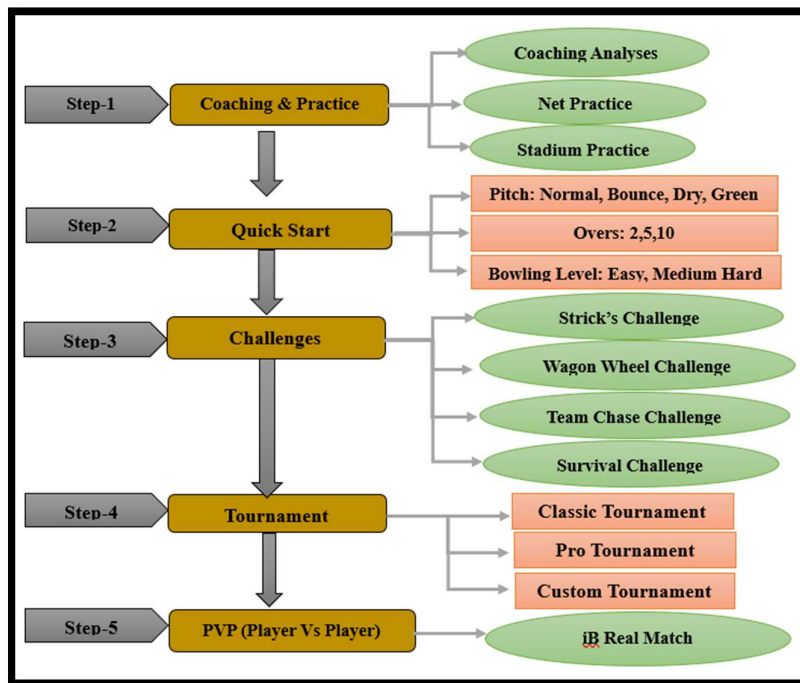 Step-1
Coaching & Practice
Coaching Analyses
Net Practice
Stadium Practice
Step-2
Quick Start
Pitch: Normal, Bounce, Dry, Green
Overs: 2,5,10
Bowling Level: Easy, Medium Hard
Step-3
Challenges
Strick's Challenge
Wagon Wheel Challenge
Team Chase Challenge
Survival Challenge
Step-4
Tournament
Classic Tournament
Pro Tournament
Custom Tournament
Step-5
PVP (Player Vs Player)
iB Real Match